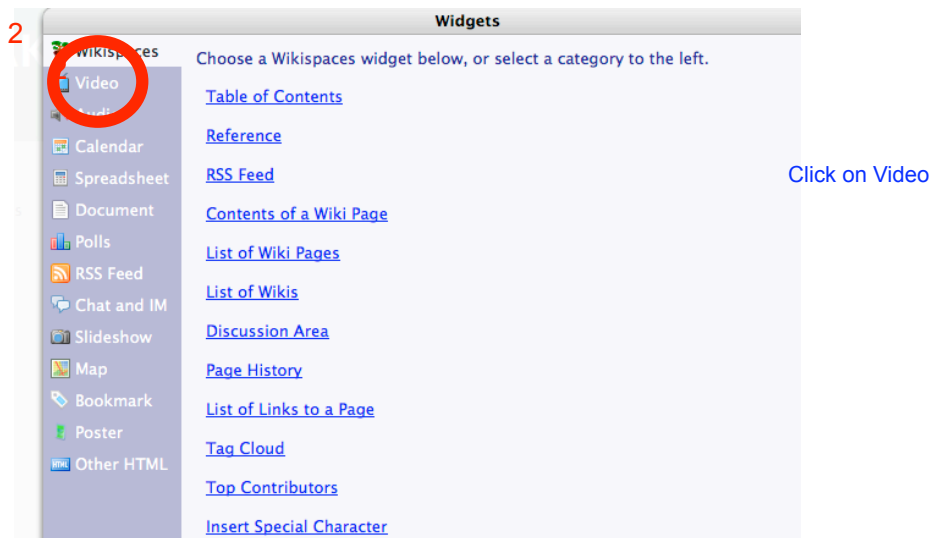 2
Widgets
Wikispaces
Video
Audio
Calendar
Spreadsheet
Document
Polls
RSS Feed
Chat and IM
Slideshow
Map
Bookmark
Poster
HTML Other HTML
Choose a Wikispaces widget below, or select a category to the left.
Table of Contents
Reference
RSS Feed
Contents of a Wiki Page
List of Wiki Pages
List of Wikis
Discussion Area
Page History
List of Links to a Page
Tag Cloud
Top Contributors
Insert Special Character
Click on Video